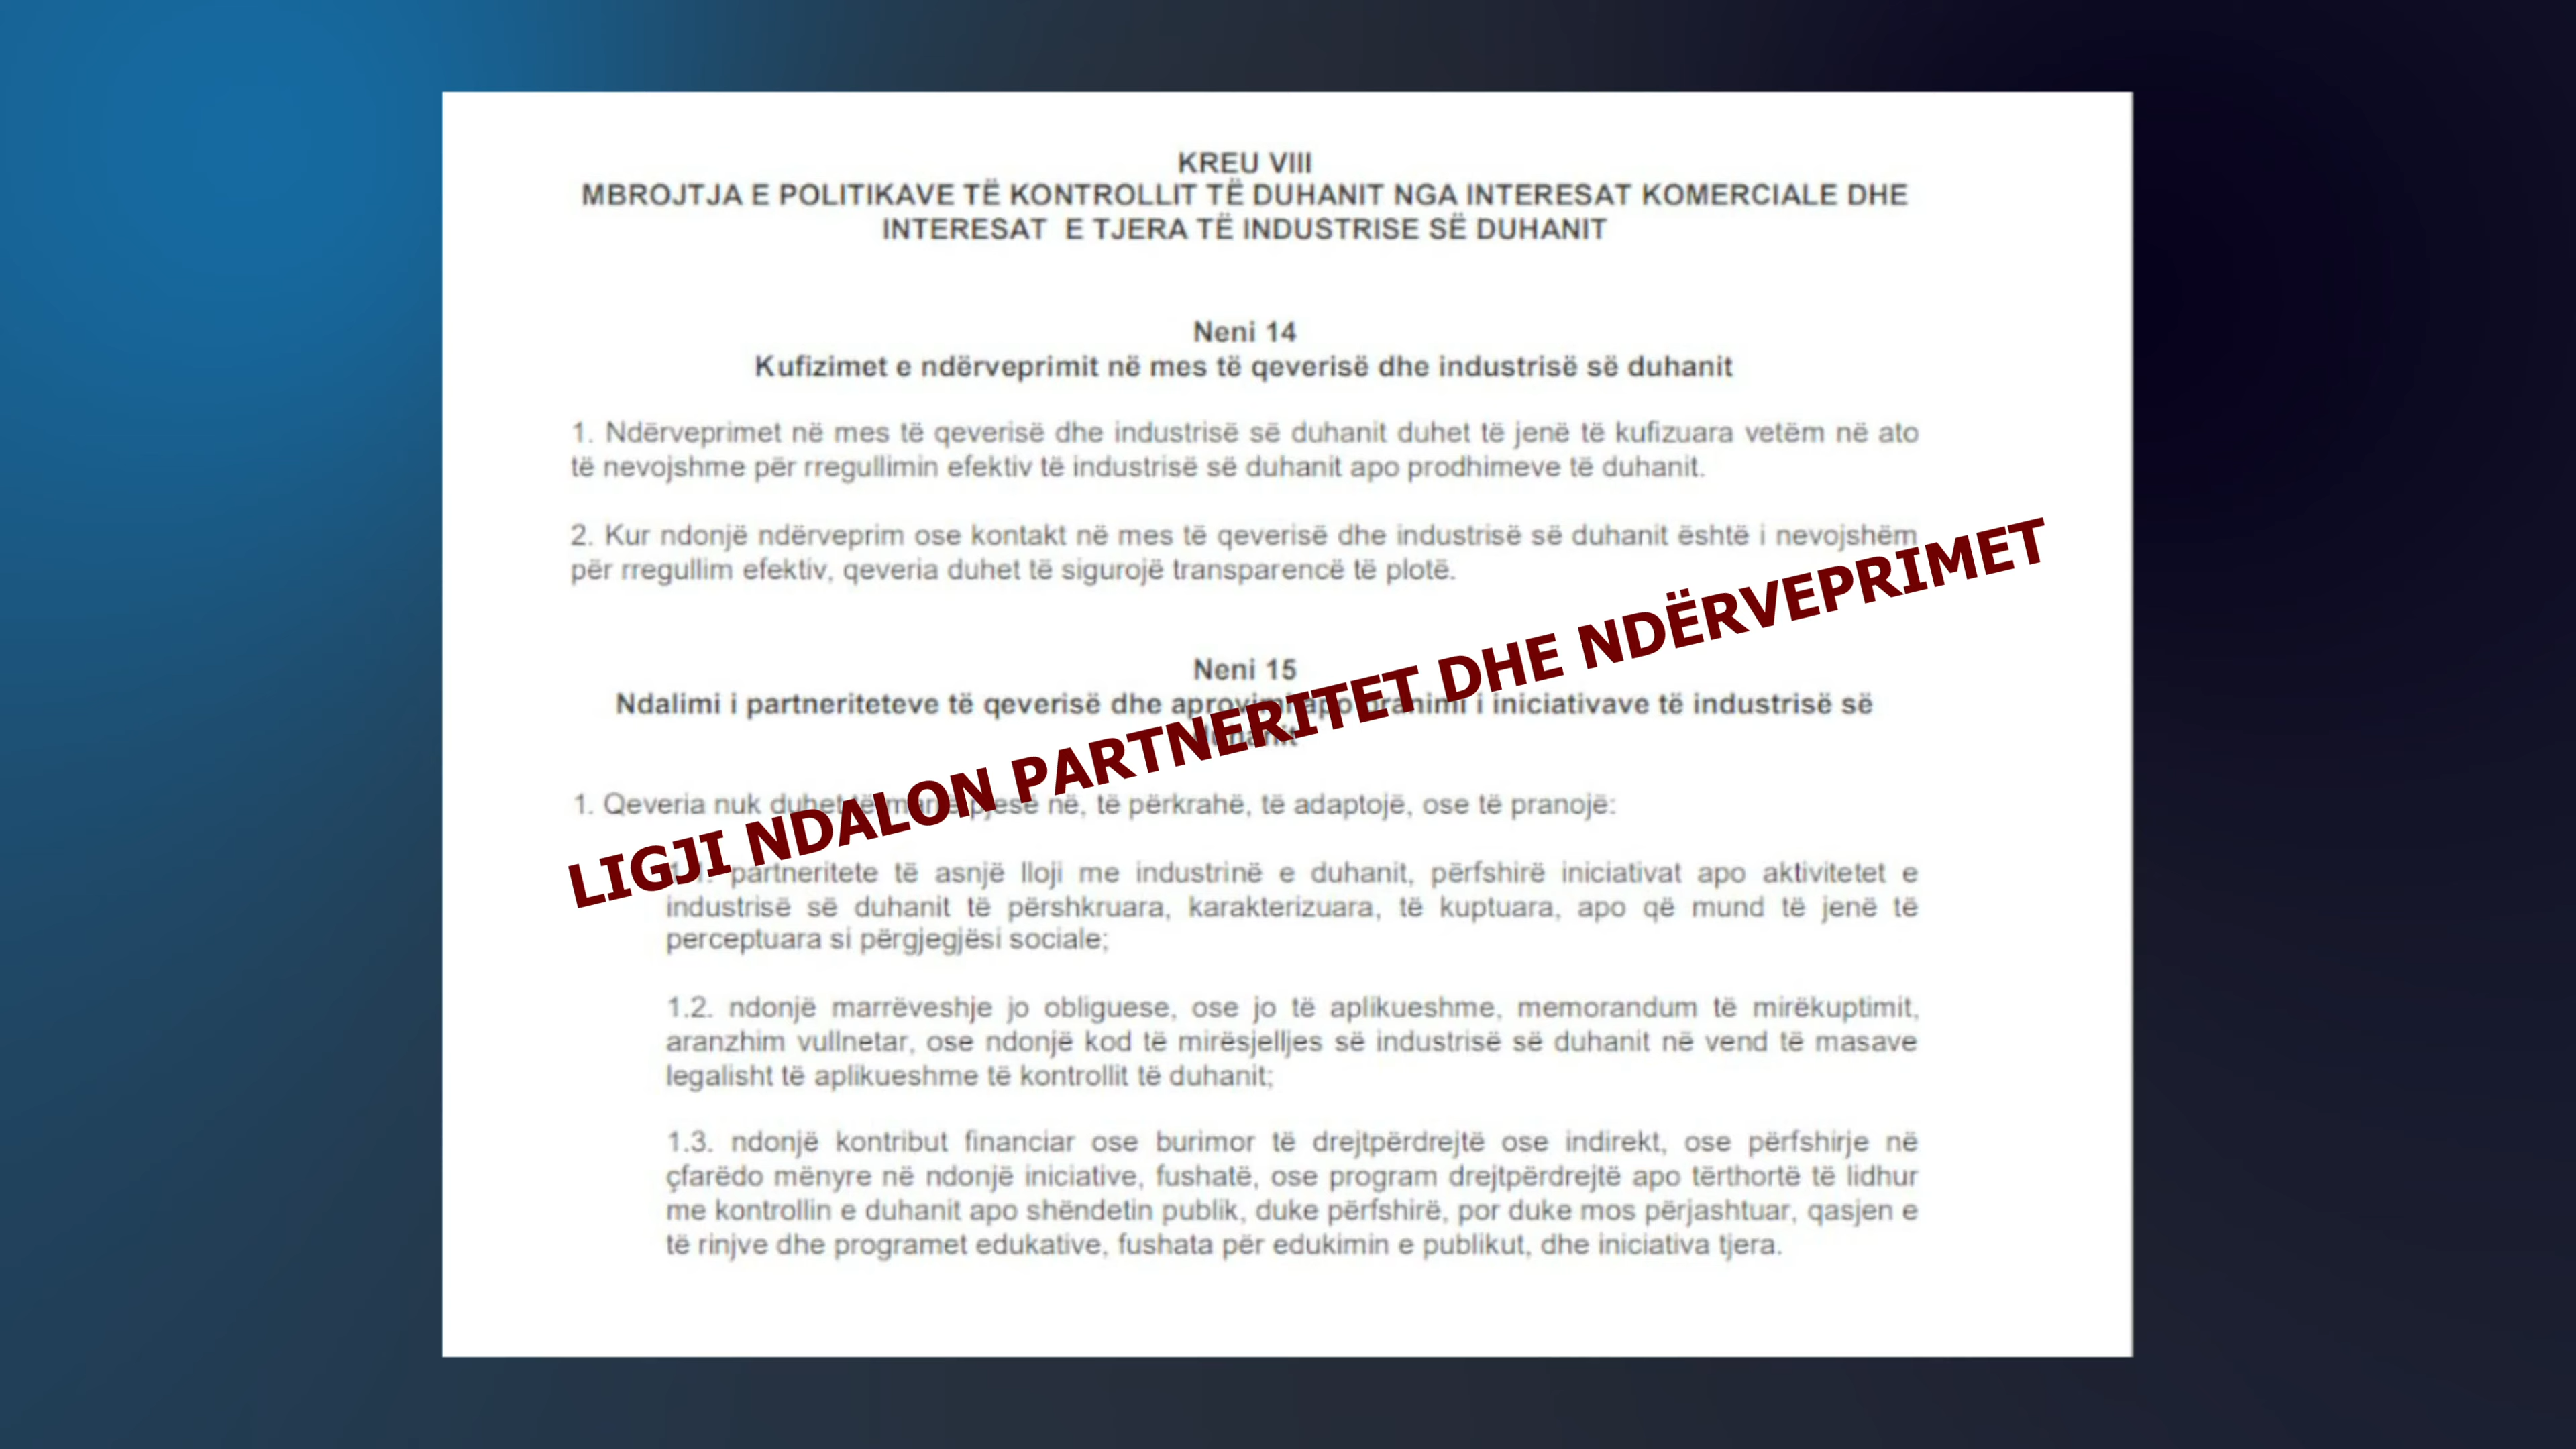 KREU VIII
MBROJTJA E POLITIKAVE TË KONTROLLIT TË DUHANIT NGA INTERESAT KOMERCIALE DHE
INTERESAT E TJERA TË INDUSTRISE SË DUHANIT
Neni 14
Kufizimet e ndërveprimit në mes të qeverisë dhe industrisë së duhanit
1. Ndërveprimet në mes të qeverisë dhe industrisë së duhanit duhet të jenë të kufizuara vetëm në ato
të nevojshme për rregullimin efektiv të industrisë së duhanit apo prodhimeve të duhanit.
2. Kur ndonjë ndërveprim ose kontakt në mes të qeverisë dhe industrisë së duhanit është i nevojshëm
për rregullim efektiv, qeveria duhet të sigurojë transparencë të plotë.
LIGJI NDALON PARTNERITET DHE NDËRVEPRIMET
Neni 15
Ndalimi i partneriteteve të qeverisë dhe aprovimi apo pranimi i iniciativave të industrisë së
duhanit
1. Qeveria nuk duhet të marrë pjesë në, të përkrahë, të adaptojë, ose të pranojë:
1.1. partneritete të asnjë lloji me industrinë e duhanit, përfshirë iniciativat apo aktivitetet e
industrisë së duhanit të përshkruara, karakterizuara, të kuptuara, apo që mund të jenë të
perceptuara si përgjegjësi sociale;
1.2. ndonjë marrëveshje jo obliguese, ose jo të aplikueshme, memorandum të mirëkuptimit,
aranzhim vullnetar, ose ndonjë kod të mirësjelljes së industrisë së duhanit në vend të masave
legalisht të aplikueshme të kontrollit të duhanit;
1.3. ndonjë kontribut financiar ose burimor të drejtpërdrejtë ose indirekt, ose përfshirje në
çfarëdo mënyre në ndonjë iniciative, fushatë, ose program drejtpërdrejtë apo tërthortë të lidhur
me kontrollin e duhanit apo shëndetin publik, duke përfshirë, por duke mos përjashtuar, qasjen e
të rinjve dhe programet edukative, fushata për edukimin e publikut, dhe iniciativa tjera.